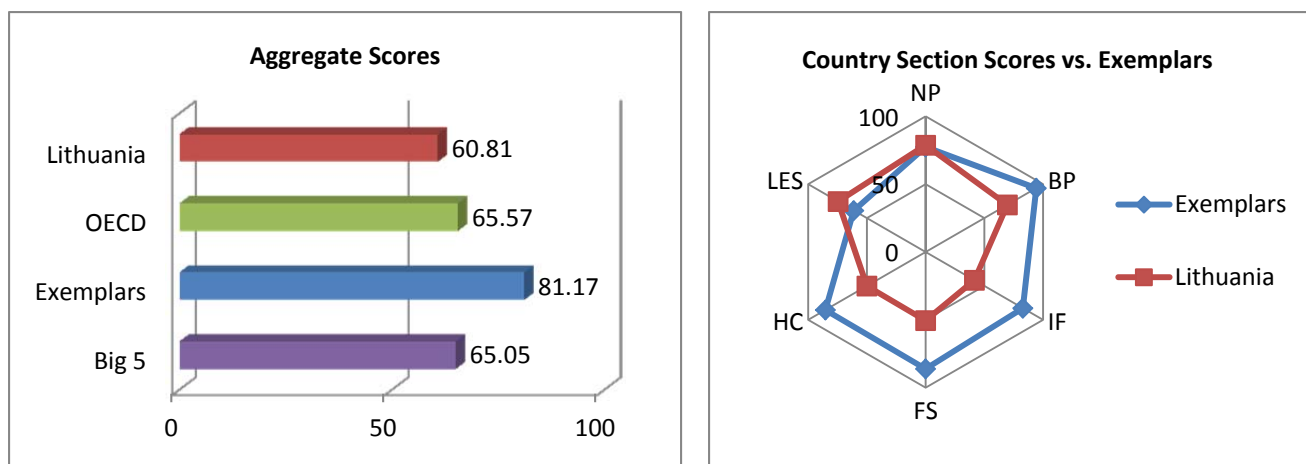 Aggregate Scores
Lithuania
60.81
OECD
65.57
Exemplars
81.17
Big 5
65.05
0
50
100
Country Section Scores vs. Exemplars
NP
100
LES
BP
50
0
HC
IF
FS
Exemplars
Lithuania